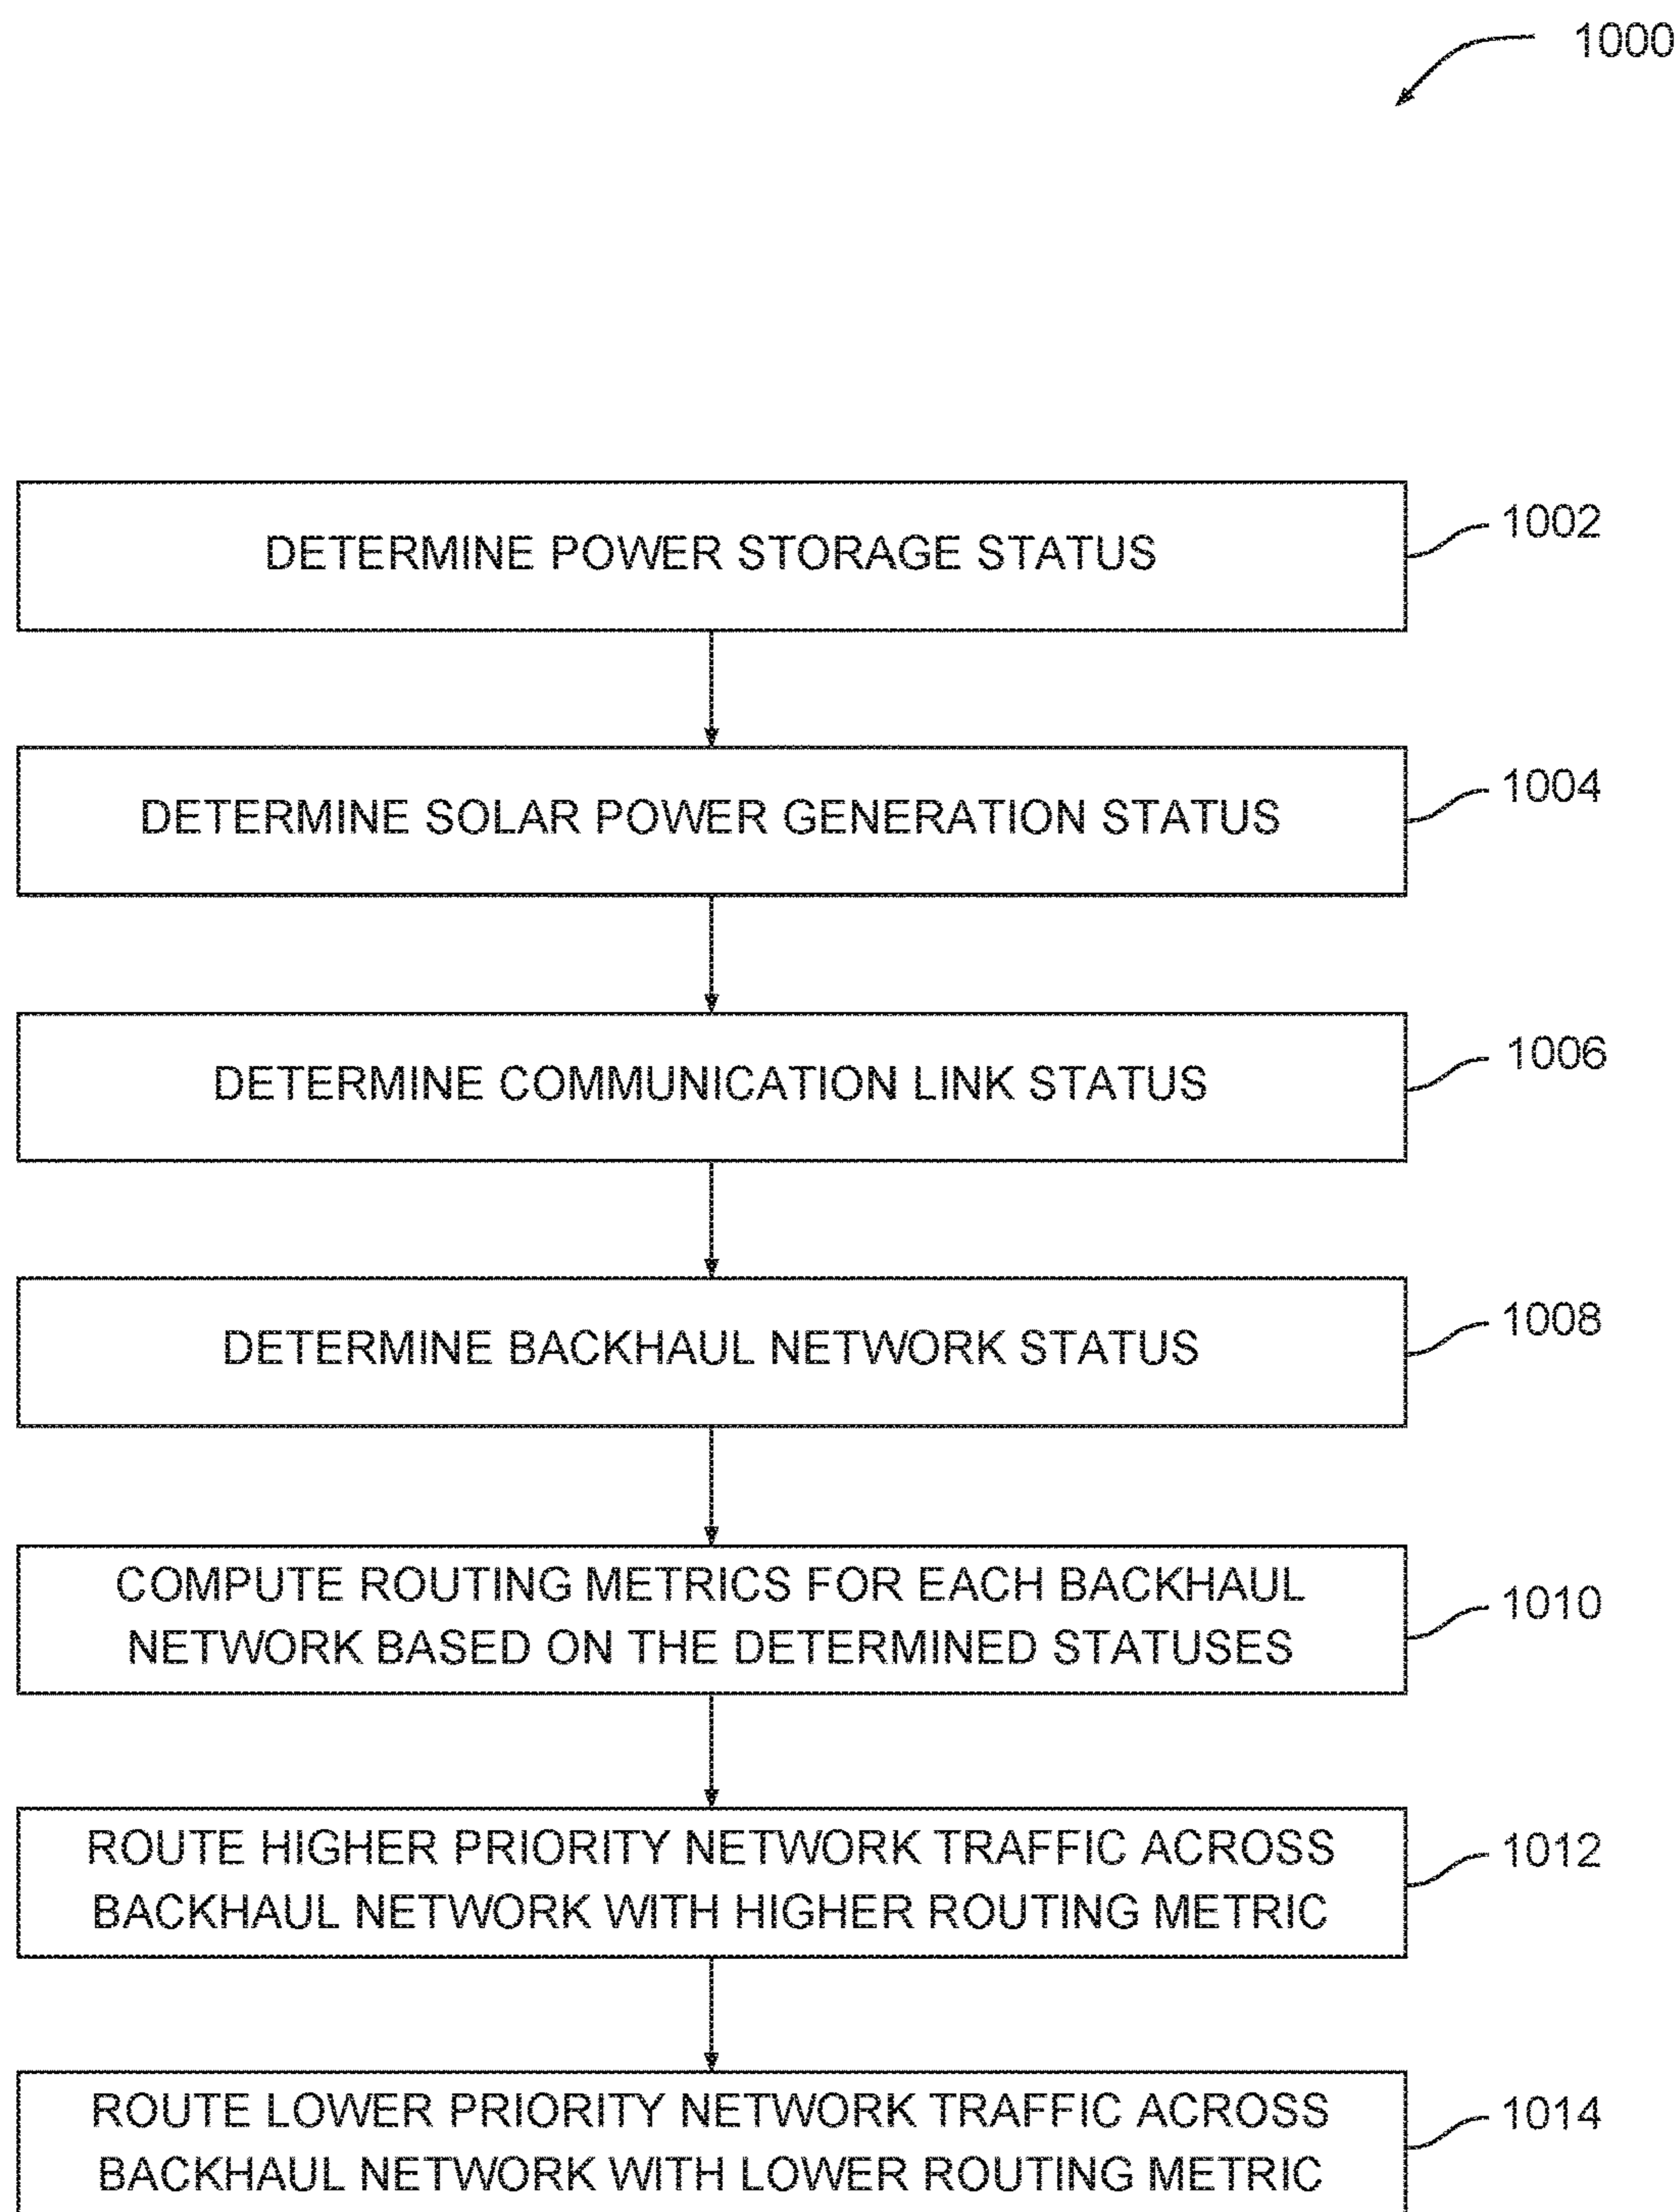 1000
DETERMINE POWER STORAGE STATUS
1002
DETERMINE SOLAR POWER GENERATION STATUS
1004
DETERMINE COMMUNICATION LINK STATUS
1006
DETERMINE BACKHAUL NETWORK STATUS
1008
COMPUTE ROUTING METRICS FOR EACH BACKHAUL
NETWORK BASED ON THE DETERMINED STATUSES
1010
ROUTE HIGHER PRIORITY NETWORK TRAFFIC ACROSS
BACKHAUL NETWORK WITH HIGHER ROUTING METRIC
1012
ROUTE LOWER PRIORITY NETWORK TRAFFIC ACROSS
BACKHAUL NETWORK WITH LOWER ROUTING METRIC
1014